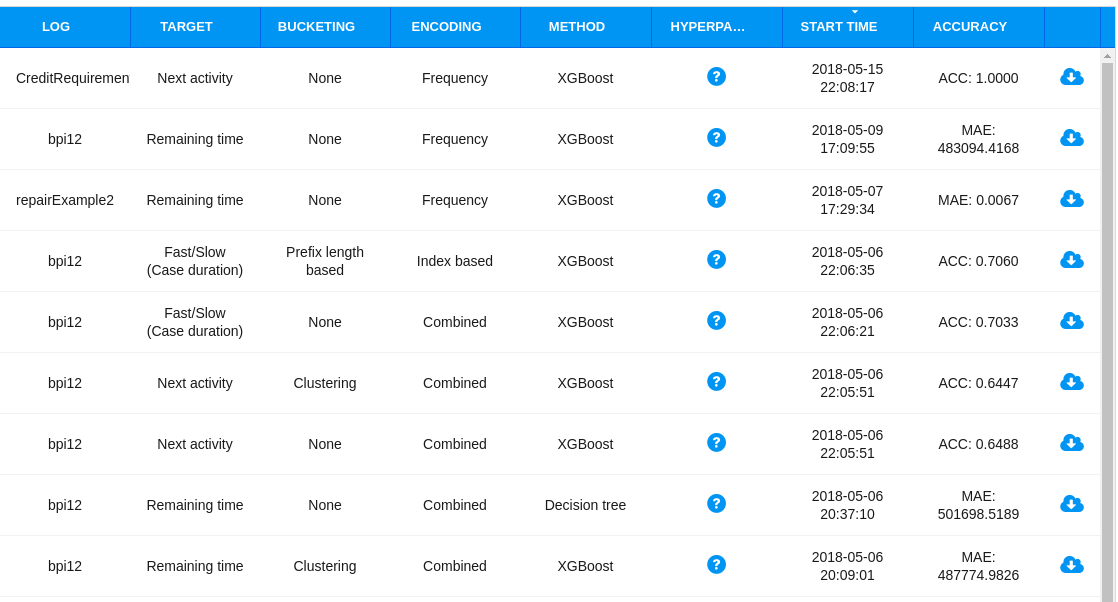 LOG TARGET BUCKETING ENCODING METHOD HYPERPA... START TIME ACCURACY
CreditRequiremen Next activity None Frequency XGBoost ? 2018-05-15 22:08:17 ACC: 1.0000
bpi12 Remaining time None Frequency XGBoost ? 2018-05-09 17:09:55 MAE: 483094.4168
repairExample2 Remaining time None Frequency XGBoost ? 2018-05-07 17:29:34 MAE: 0.0067
bpi12 Fast/Slow (Case duration) Prefix length based Index based XGBoost ? 2018-05-06 22:06:35 ACC: 0.7060
bpi12 Fast/Slow (Case duration) None Combined XGBoost ? 2018-05-06 22:06:21 ACC: 0.7033
bpi12 Next activity Clustering Combined XGBoost ? 2018-05-06 22:05:51 ACC: 0.6447
bpi12 Next activity None Combined XGBoost ? 2018-05-06 22:05:51 ACC: 0.6488
bpi12 Remaining time None Combined Decision tree ? 2018-05-06 20:37:10 MAE: 501698.5189
bpi12 Remaining time Clustering Combined XGBoost ? 2018-05-06 20:09:01 MAE: 487774.9826